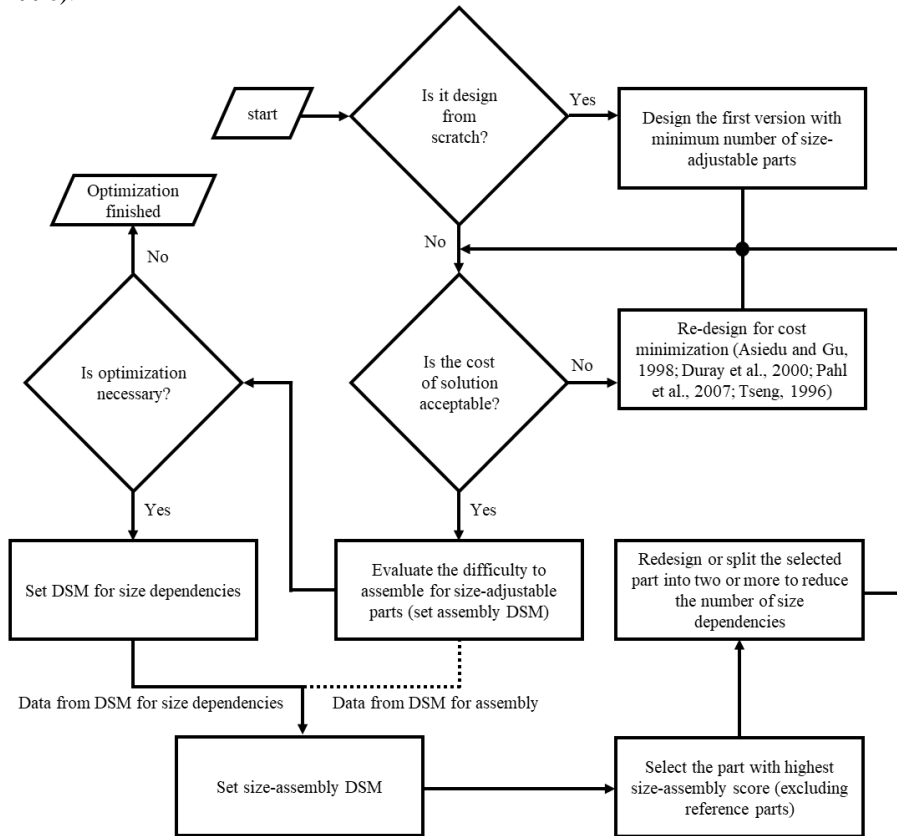 start
Is it design
from
scratch?
Yes
Design the first version with
minimum number of size-
adjustable parts
Optimization
finished
No
No
Is optimization
necessary?
Is the cost
of solution
acceptable?
No
Re-design for cost
minimization (Asiedu and Gu,
1998; Duray et al., 2000; Pahl
et al., 2007; Tseng, 1996)
Yes
Yes
Set DSM for size dependencies
Evaluate the difficulty to
assemble for size-adjustable
parts (set assembly DSM)
Redesign or split the selected
part into two or more to reduce
the number of size
dependencies
Data from DSM for size dependencies
Data from DSM for assembly
Set size-assembly DSM
Select the part with highest
size-assembly score (excluding
reference parts)